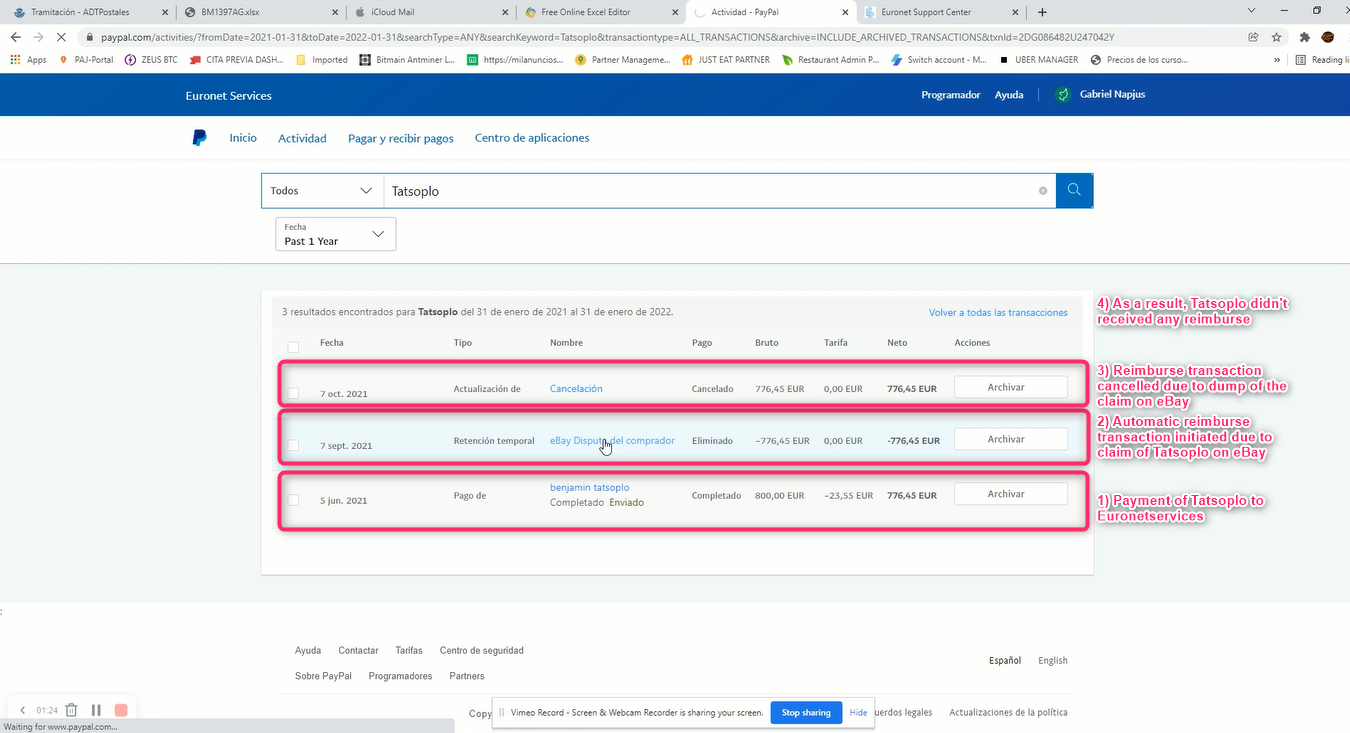 Tramitación - ADTPostales
BM1397AG.xlsx
iCloud Mail
Free Online Excel Editor
Actividad - PayPal
Euronet Support Center
paypal.com/activities/?fromDate=2021-01-31&toDate=2022-01-31&searchType=ANY&searchKeyword=Tatsoplo&transactiontype=ALL_TRANSACTIONS&archive=INCLUDE_ARCHIVED_TRANSACTIONS&txnId=2DG086482U247042Y
Apps PAJ-Portal ZEUS BTC CITA PREVIA DASH... Imported Bitmain Antminer L... https://milanuncios... Partner Manageme... JUST EAT PARTNER Restaurant Admin P... Switch account - M... UBER MANAGER Precios de los curso... » Reading li
Euronet Services
Programador Ayuda Gabriel Napjus
Inicio Actividad Pagar y recibir pagos Centro de aplicaciones
Todos Tatsoplo
Fecha
Past 1 Year
3 resultados encontrados para Tatsoplo del 31 de enero de 2021 al 31 de enero de 2022.
Volver a todas las transacciones
4) As a result, Tatsoplo didn't
received any reimburse
Fecha Tipo Nombre Pago Bruto Tarifa Neto Acciones
7 oct. 2021 Actualización de Cancelación Cancelado 776,45 EUR 0,00 EUR 776,45 EUR Archivar
3) Reimburse transaction
cancelled due to dump of the
claim on eBay
7 sept. 2021 Retención temporal eBay Disputa del comprador Eliminado -776,45 EUR 0,00 EUR -776,45 EUR Archivar
2) Automatic reimburse
transaction initiated due to
claim of Tatsoplo on eBay
5 jun. 2021 Pago de benjamin tatsoplo Completado 800,00 EUR -23,55 EUR 776,45 EUR Archivar
Completado Enviado
1) Payment of Tatsoplo to
Euronetservices
Ayuda Contactar Tarifas Centro de seguridad
Español English
Sobre PayPal Programadores Partners
01:24
Copy
Vimeo Record - Screen & Webcam Recorder is sharing your screen. Stop sharing Hide
uerdos legales Actualizaciones de la política
Waiting for www.paypal.com...